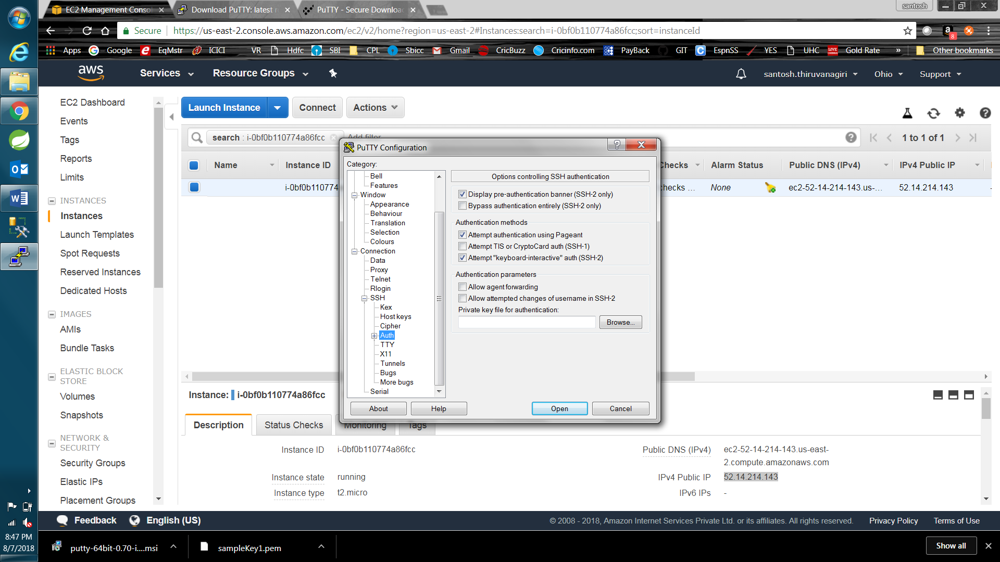 EC2 Management Conso
Download PuTTY: latest r
PuTTY - Secure Downloa
santosh
Secure
https://us-east-2.console.aws.amazon.com/ec2/v2/home?region=us-east-2#Instances:search=i-0bf0b110774a86fcc;sort=instanceId
8
Apps Google EqMstr ICICI VR Hdfc SBI CPL Sbicc Gmail CricBuzz Cricinfo.com PayBack GIT EspnSS YES UHC Gold Rate » Other bookmarks
aws Services Resource Groups santosh.thiruvanagiri Ohio Support
EC2 Dashboard
Events
Tags
Reports
Limits
INSTANCES
Instances
Launch Templates
Spot Requests
Reserved Instances
Dedicated Hosts
IMAGES
AMIs
Bundle Tasks
ELASTIC BLOCK
STORE
Volumes
Snapshots
NETWORK &
SECURITY
Security Groups
Elastic IPs
Placement Groups
Launch Instance Connect Actions
search : i-0bf0b110774a86fcc Add filter
1 to 1 of 1
Name Instance ID Checks Alarm Status Public DNS (IPv4) IPv4 Public IP
i-0bf0b110774 checks ... None ec2-52-14-214-143.us-... 52.14.214.143
PuTTY Configuration
Category:
Bell
Features
Window
Appearance
Behaviour
Translation
Selection
Colours
Connection
Data
Proxy
Telnet
Rlogin
SSH
Kex
Host keys
Cipher
Auth
TTY
X11
Tunnels
Bugs
More bugs
Serial
Options controlling SSH authentication
Display pre-authentication banner (SSH-2 only)
Bypass authentication entirely (SSH-2 only)
Authentication methods
Attempt authentication using Pageant
Attempt TIS or CryptoCard auth (SSH-1)
Attempt "keyboard-interactive" auth (SSH-2)
Authentication parameters
Allow agent forwarding
Allow attempted changes of username in SSH-2
Private key file for authentication:
Browse...
About Help Open Cancel
Instance: i-0bf0b110774a86fcc
Description Status Checks Monitoring Tags
Instance ID i-0bf0b110774a86fcc
Instance state running
Instance type t2.micro
Public DNS (IPv4) ec2-52-14-214-143.us-east-
2.compute.amazonaws.com
IPv4 Public IP 52.14.214.143
IPv6 IPs -
Feedback English (US)
© 2008 - 2018, Amazon Internet Services Private Ltd. or its affiliates. All rights reserved. Privacy Policy Terms of Use
8:47 PM
8/7/2018
putty-64bit-0.70-i....msi
sampleKey1.pem
Show all